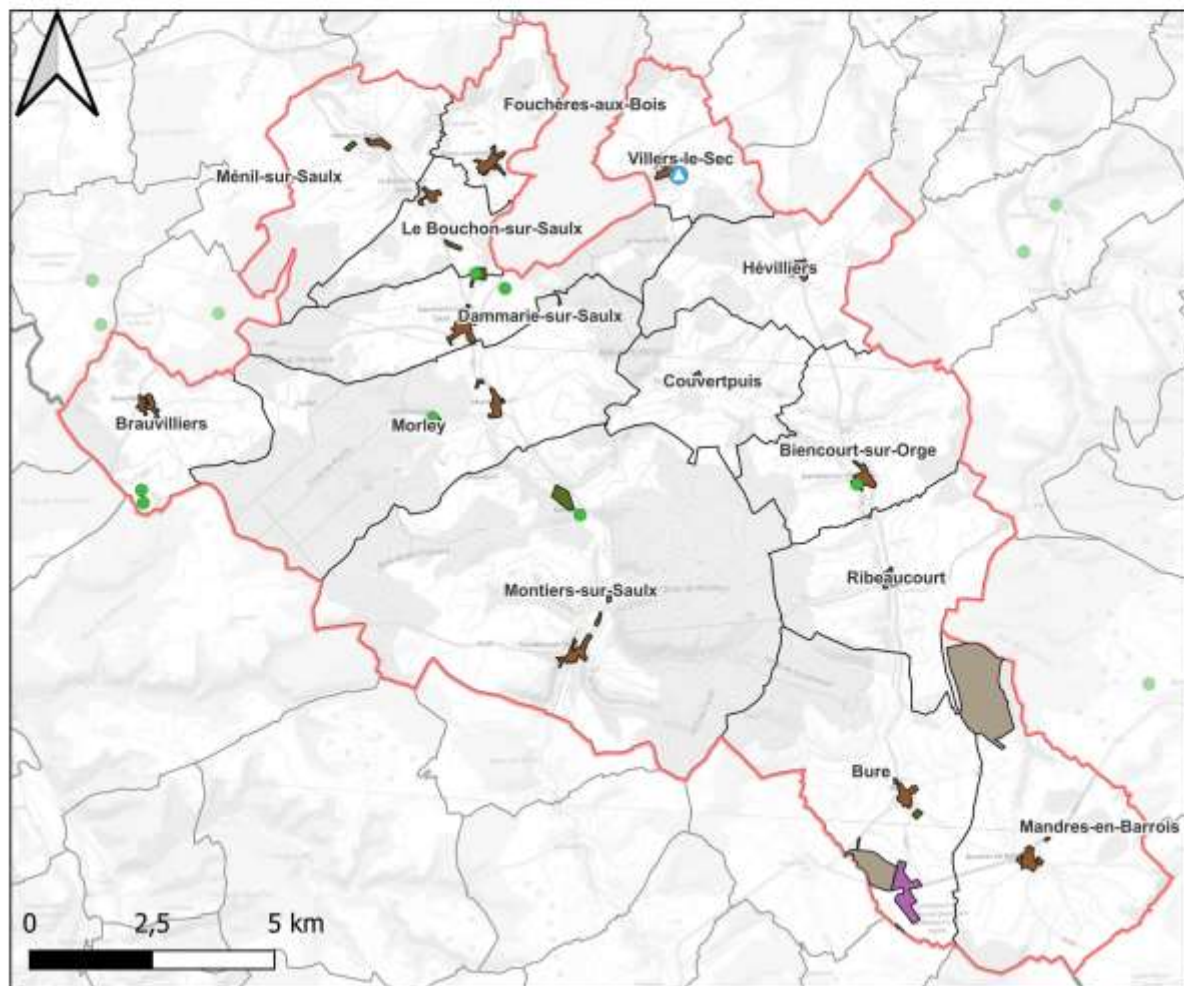 Fouchères-aux-Bois
Villers-le-Sec
Ménil-sur-Saulx
Le Bouchon-sur-Saulx
Hévilliers
Dammarie-sur-Saulx
Couvertpuis
Brauvilliers
Morley
Biencourt-sur-Orge
Ribeaucourt
Montiers-sur-Saulx
Bure
Mandres-en-Barrois
0 2,5 5 km